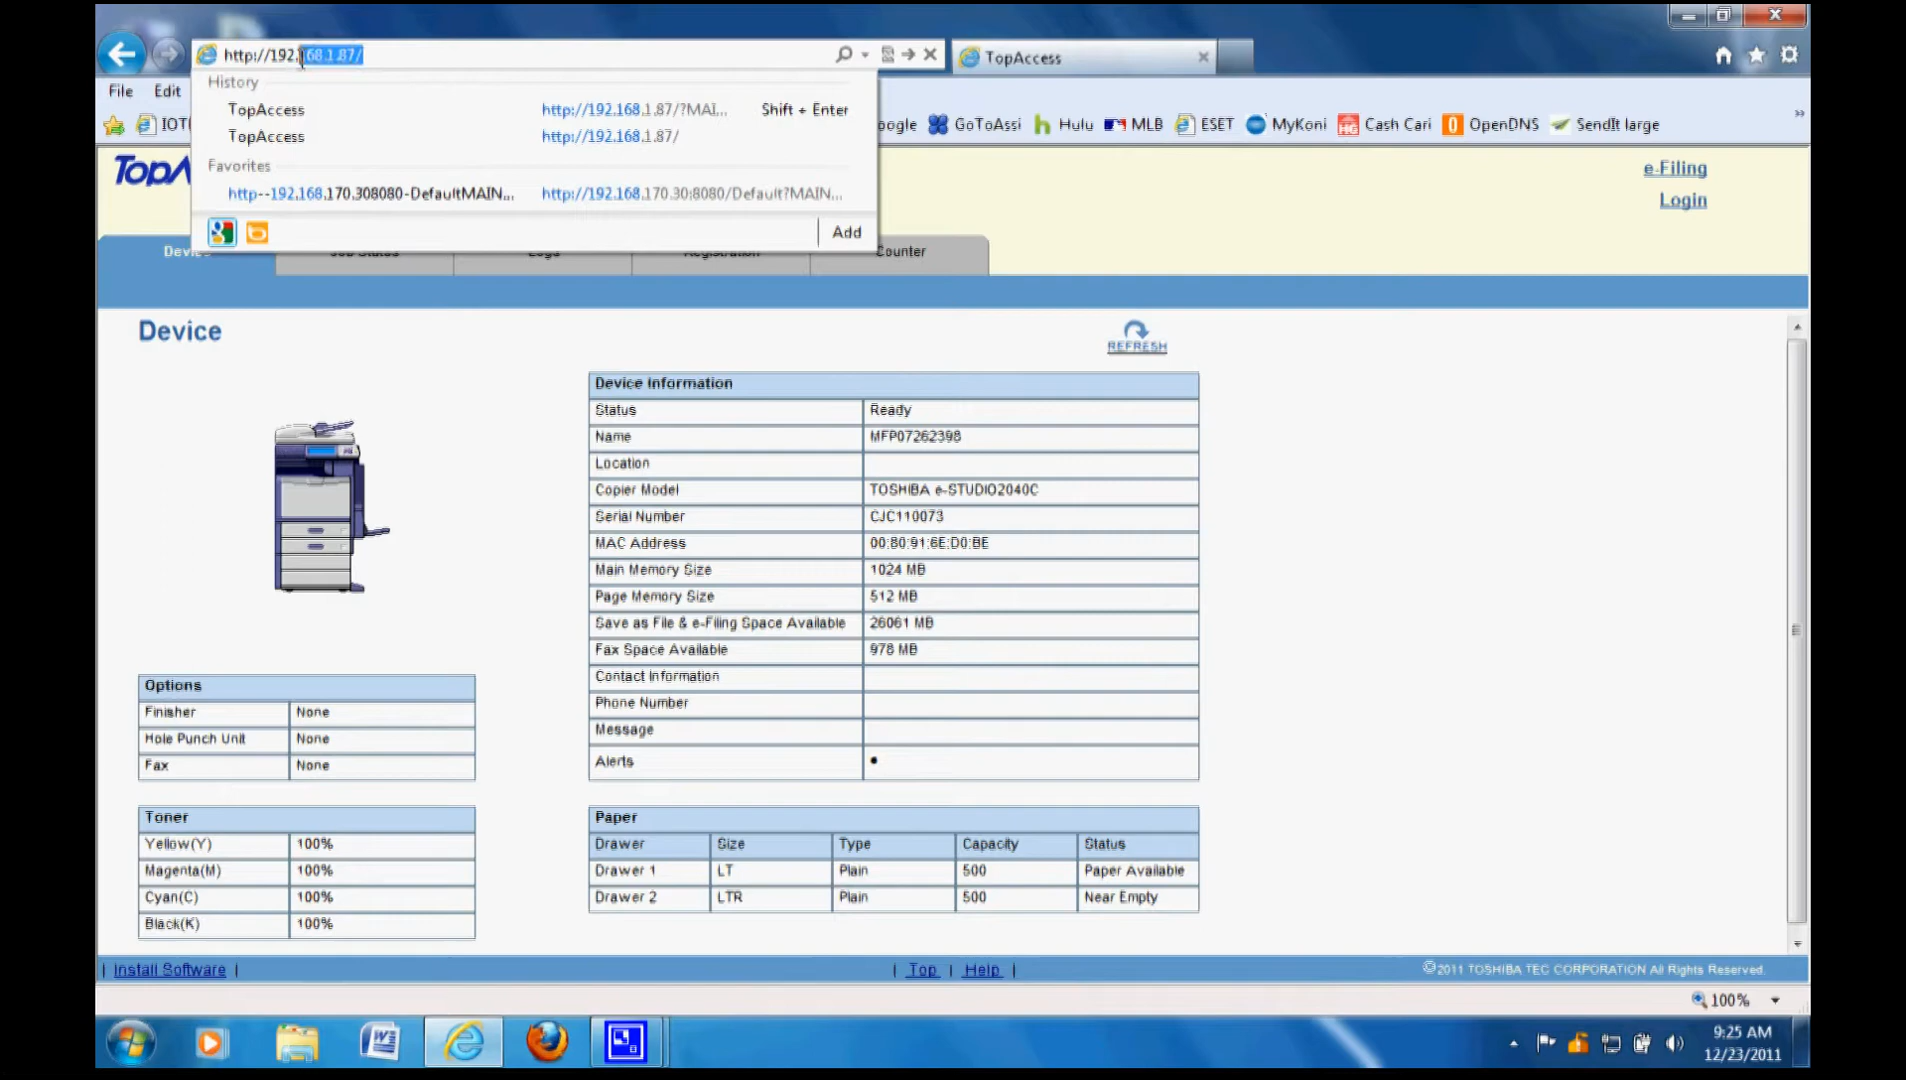 http://192.168.1.87/
TopAccess
History
TopAccess http://192.168.1.87/?MAI... Shift + Enter
TopAccess http://192.168.1.87/
Favorites
http--192.168.170.308080-DefaultMAIN... http://192.168.170.30:8080/Default?MAIN...
Add
File Edit
IOT
oogle GoToAssi Hulu MLB ESET MyKoni Cash Cari OpenDNS SendIt large
TopA
e-Filing
Login
Device Job Status Logs Registration Counter
Device
REFRESH
Device Information
Status Ready
Name MFP07262398
Location
Copier Model TOSHIBA e-STUDIO2040C
Serial Number CJC110073
MAC Address 00:80:91:6E:D0:BE
Main Memory Size 1024 MB
Page Memory Size 512 MB
Save as File & e-Filing Space Available 26061 MB
Fax Space Available 978 MB
Contact Information
Phone Number
Message
Alerts •
Options
Finisher None
Hole Punch Unit None
Fax None
Toner
Yellow(Y) 100%
Magenta(M) 100%
Cyan(C) 100%
Black(K) 100%
Paper
Drawer Size Type Capacity Status
Drawer 1 LT Plain 500 Paper Available
Drawer 2 LTR Plain 500 Near Empty
| Install Software |
| Top | Help |
©2011 TOSHIBA TEC CORPORATION All Rights Reserved.
100%
9:25 AM
12/23/2011